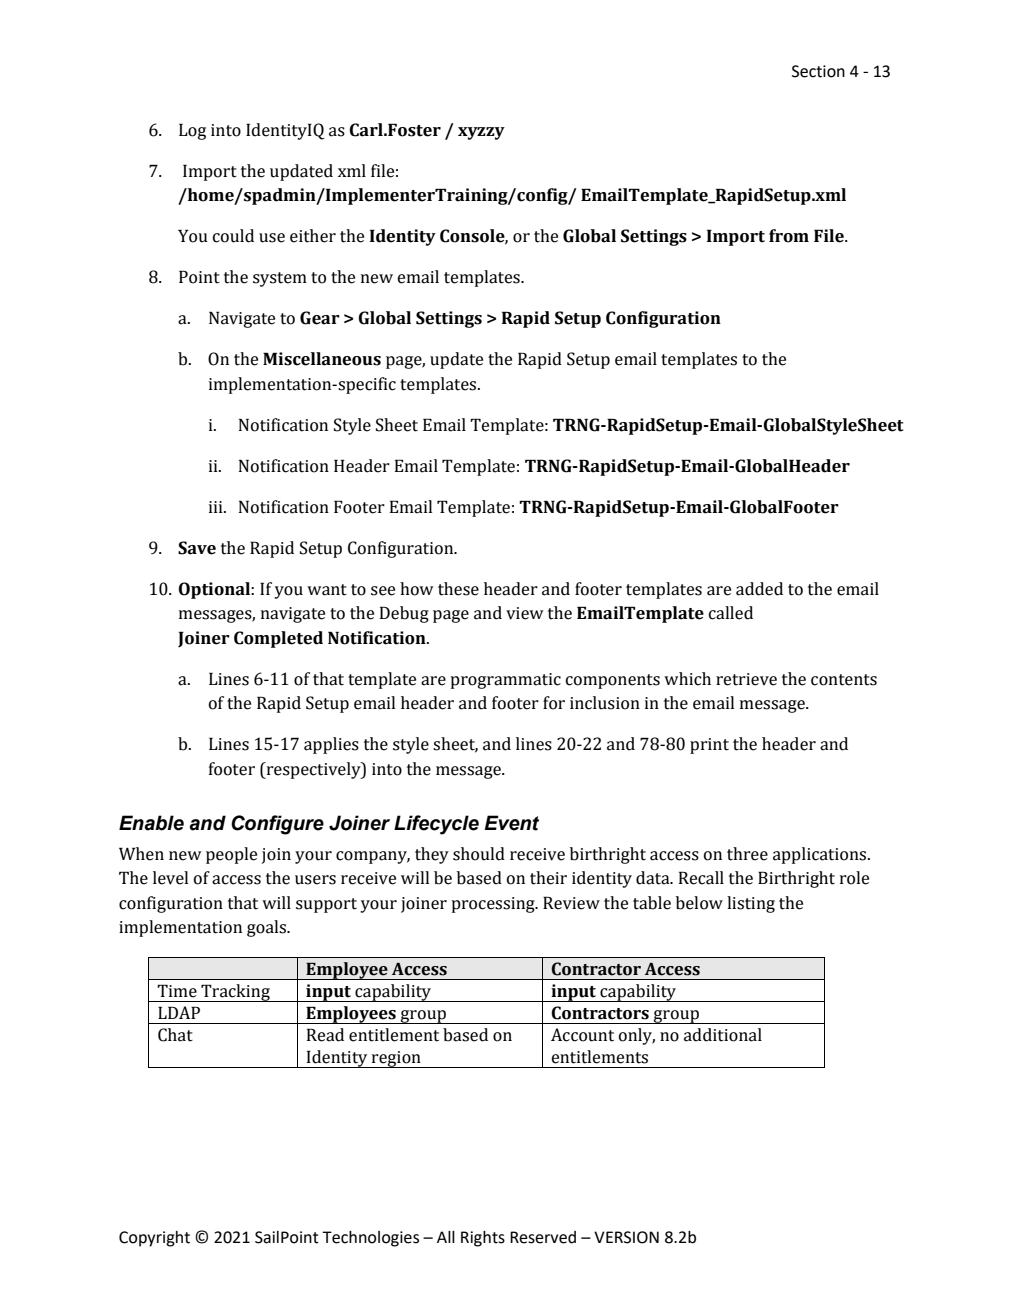 Section 4 - 13
6. Log into IdentityIQ as Carl.Foster / xyzzy
7. Import the updated xml file:
/home/spadmin/ImplementerTraining/config/ EmailTemplate_RapidSetup.xml
You could use either the Identity Console, or the Global Settings > Import from File.
8. Point the system to the new email templates.
a. Navigate to Gear > Global Settings > Rapid Setup Configuration
b. On the Miscellaneous page, update the Rapid Setup email templates to the
implementation-specific templates.
i. Notification Style Sheet Email Template: TRNG-RapidSetup-Email-GlobalStyleSheet
ii. Notification Header Email Template: TRNG-RapidSetup-Email-GlobalHeader
iii. Notification Footer Email Template: TRNG-RapidSetup-Email-GlobalFooter
9. Save the Rapid Setup Configuration.
10. Optional: If you want to see how these header and footer templates are added to the email
messages, navigate to the Debug page and view the EmailTemplate called
Joiner Completed Notification.
a. Lines 6-11 of that template are programmatic components which retrieve the contents
of the Rapid Setup email header and footer for inclusion in the email message.
b. Lines 15-17 applies the style sheet, and lines 20-22 and 78-80 print the header and
footer (respectively) into the message.
Enable and Configure Joiner Lifecycle Event
When new people join your company, they should receive birthright access on three applications.
The level of access the users receive will be based on their identity data. Recall the Birthright role
configuration that will support your joiner processing. Review the table below listing the
implementation goals.
Employee Access Contractor Access
Time Tracking input capability input capability
LDAP Employees group Contractors group
Chat Read entitlement based on Account only, no additional
Identity region entitlements
Copyright © 2021 SailPoint Technologies – All Rights Reserved – VERSION 8.2b